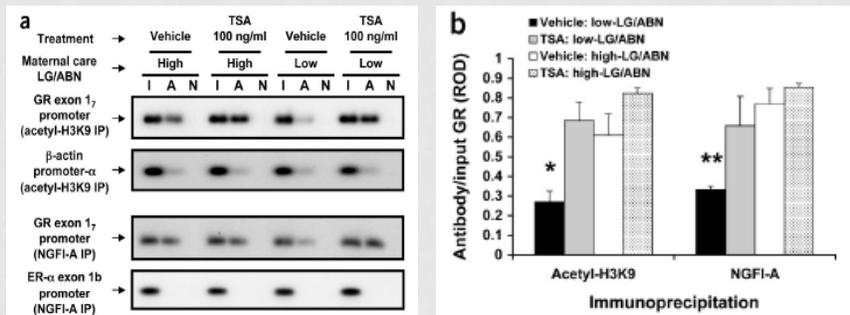 a
TSA
TSA
Treatment → Vehicle 100 ng/ml Vehicle 100 ng/ml
Maternal care
LG/ABN → High High Low Low
I A N I A N I A N I A N
GR exon 1₇
promoter →
(acetyl-H3K9 IP)
β-actin
promoter-α →
(acetyl-H3K9 IP)
GR exon 1₇
promoter →
(NGFI-A IP)
ER-α exon 1b
promoter →
(NGFI-A IP)
b
Vehicle: low-LG/ABN
TSA: low-LG/ABN
Vehicle: high-LG/ABN
TSA: high-LG/ABN
Antibody/input GR (ROD)
1
0.9
0.8
0.7
0.6
0.5
0.4
0.3
0.2
0.1
0
*
**
Acetyl-H3K9 NGFI-A
Immunoprecipitation